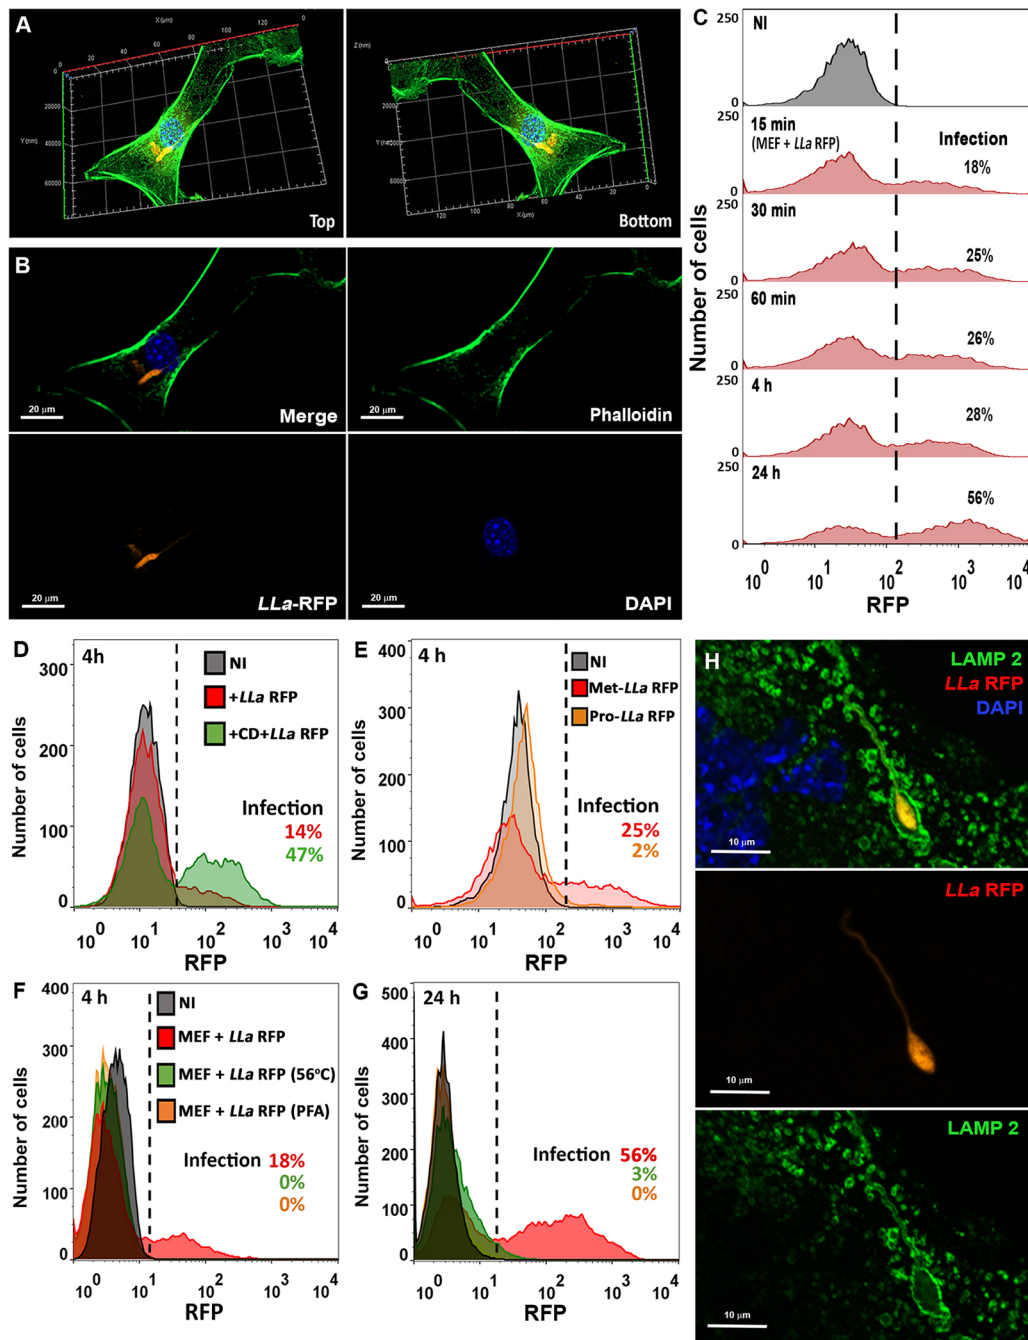 A
X(µm)
0
20
40
60
80
100
120
0
20000
Y(nm)
40000
60000
Top
Z (nm)
120
100
80
60
40
20
0
X(µm)
Bottom
B
20 µm
Merge
20 µm
Phalloidin
20 µm
LLa-RFP
20 µm
DAPI
C
250
NI
250
0
15 min
(MEF + LLa RFP)
Infection
18%
250
0
30 min
25%
250
0
60 min
26%
250
0
4 h
28%
250
0
24 h
56%
0
Number of cells
10^0 10^1 10^2 10^3 10^4
RFP
D
4h
300
200
100
0
Number of cells
NI
+LLa RFP
+CD+LLa RFP
Infection
14%
47%
10^0 10^1 10^2 10^3 10^4
RFP
E
4 h
400
300
200
100
0
Number of cells
NI
Met-LLa RFP
Pro-LLa RFP
Infection
25%
2%
10^0 10^1 10^2 10^3 10^4
RFP
F
4 h
400
300
200
100
0
Number of cells
NI
MEF + LLa RFP
MEF + LLa RFP (56°C)
MEF + LLa RFP (PFA)
Infection 18%
0%
0%
10^0 10^1 10^2 10^3 10^4
RFP
G
24 h
500
400
300
200
100
0
Number of cells
Infection 56%
3%
0%
10^0 10^1 10^2 10^3 10^4
RFP
H
LAMP 2
LLa RFP
DAPI
10 µm
LLa RFP
10 µm
LAMP 2
10 µm